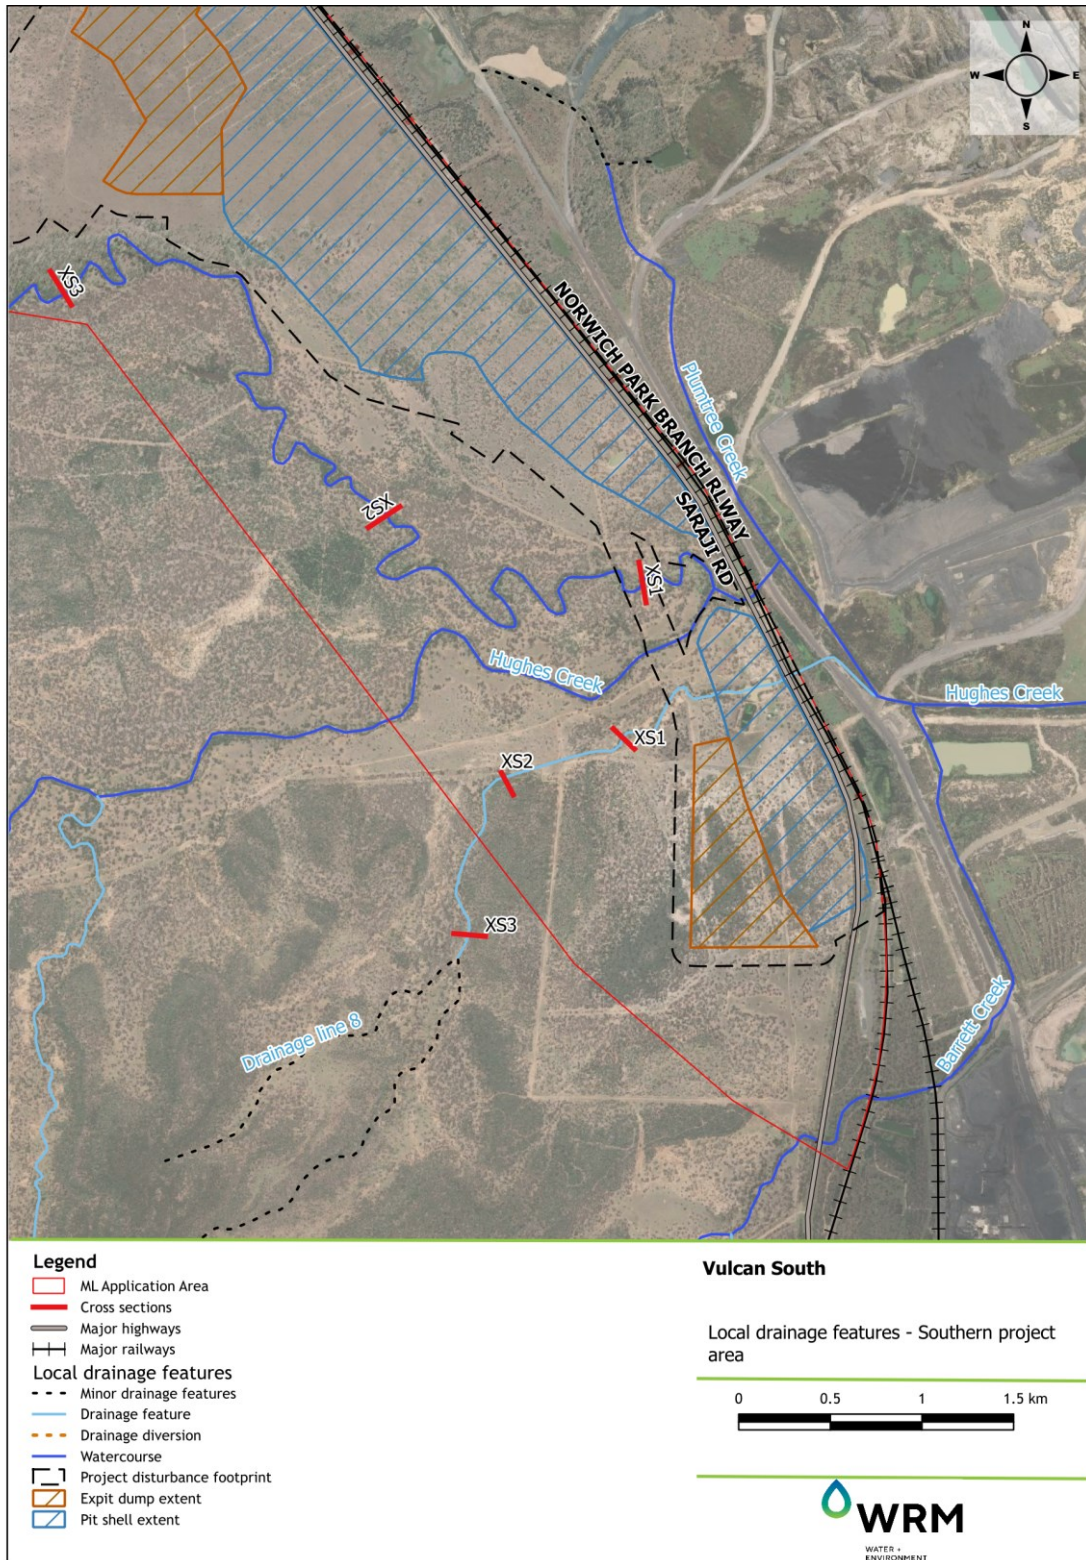 N
W
E
S
XS3
NORWICH PARK BRANCH RLWAY
Plumtree Creek
SARAJI RD
XS2
XS1
Hughes Creek
Hughes Creek
XS1
XS2
XS3
Drainage line 8
Barrett Creek
Legend
ML Application Area
Cross sections
Major highways
Major railways
Local drainage features
Minor drainage features
Drainage feature
Drainage diversion
Watercourse
Project disturbance footprint
Expit dump extent
Pit shell extent
Vulcan South
Local drainage features - Southern project
area
0 0.5 1 1.5 km
WRM
WATER +
ENVIRONMENT